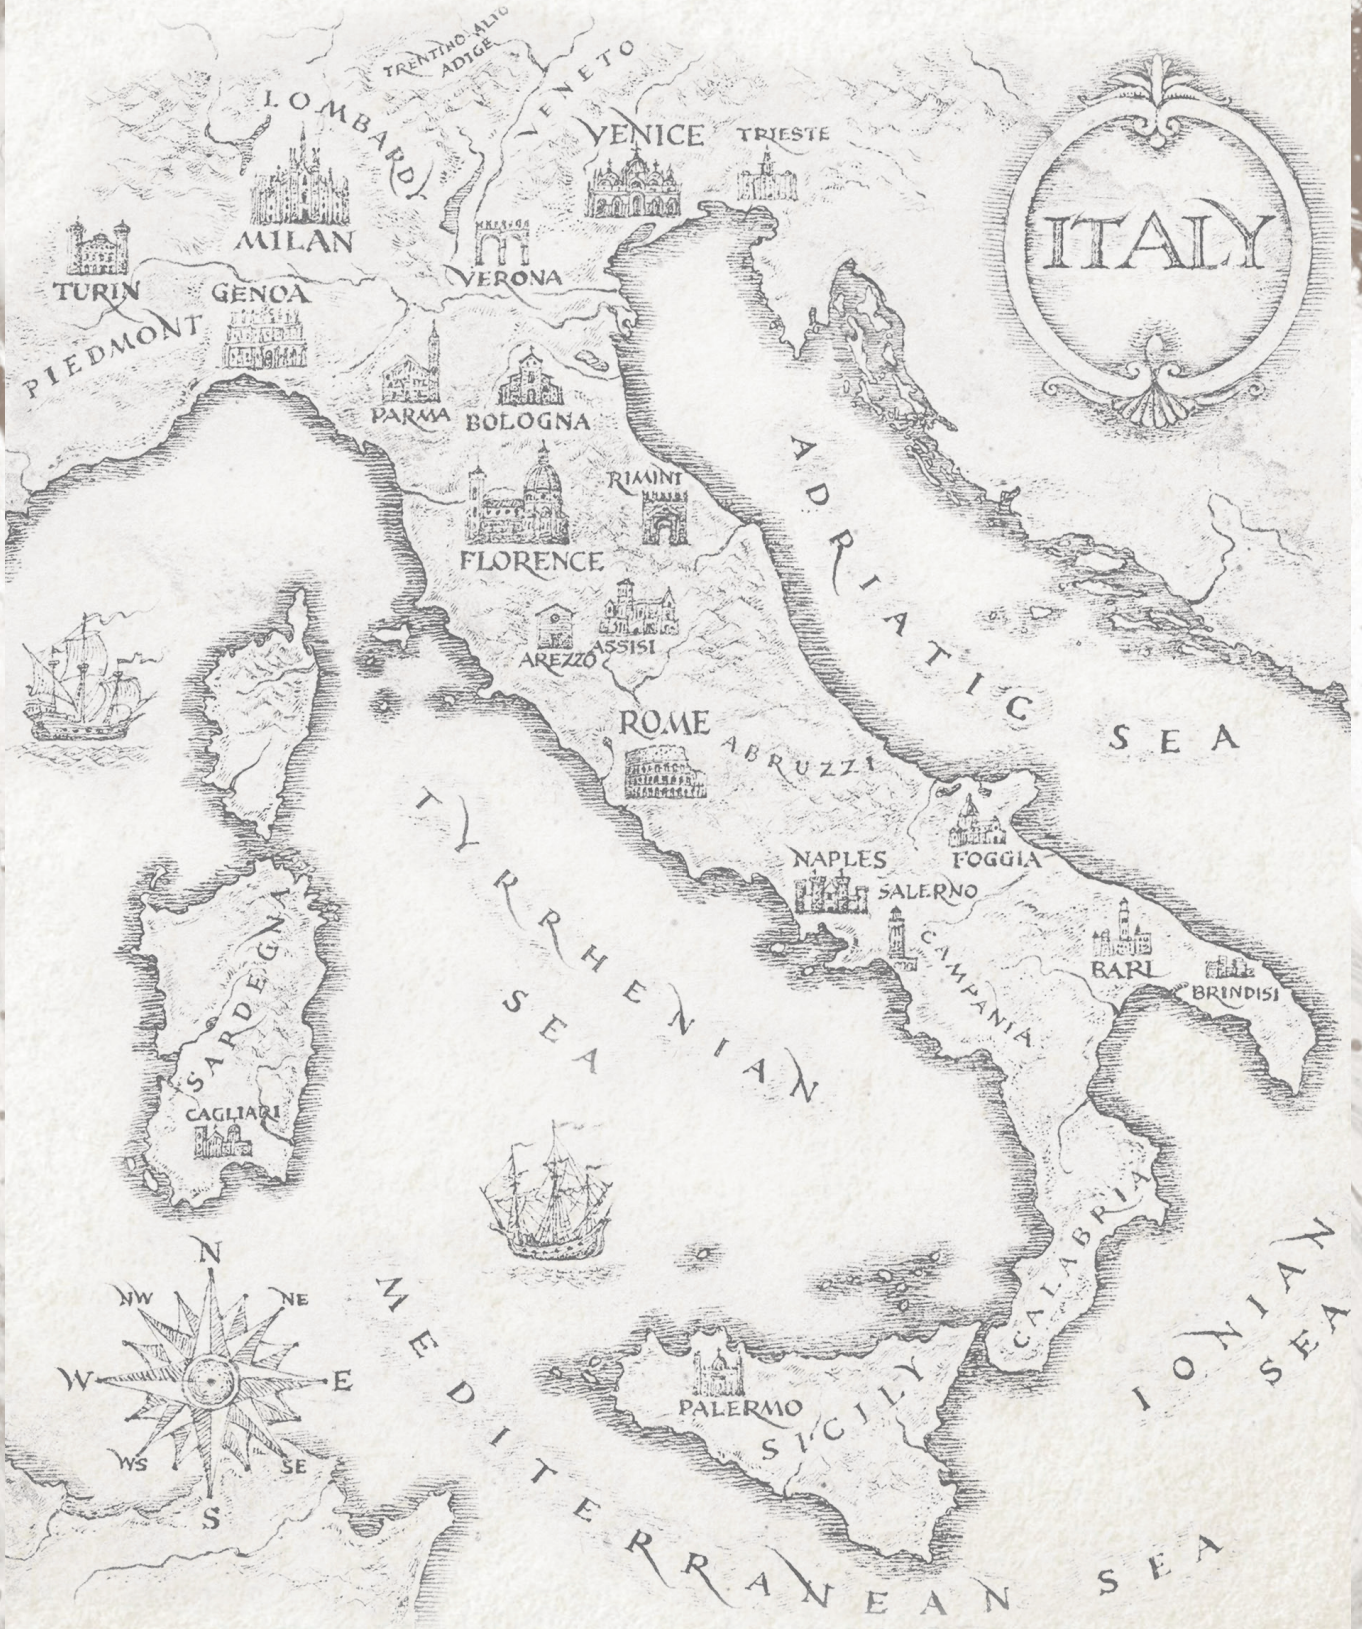 TRENTINO-ALTO
ADIGE
VENETO
LOMBARDY
VENICE
TRIESTE
ITALY
MILAN
VERONA
TURIN
GENOA
PIEDMONT
PARMA
BOLOGNA
ADRIATIC SEA
RIMINI
FLORENCE
AREZZO
ASSISI
ROME
ABRUZZI
TYRRHENIAN
SEA
NAPLES
FOGGIA
SALERNO
CAMPANIA
BARI
BRINDISI
SARDEGNA
CAGLIARI
CALABRIA
N
NW
NE
W
E
WS
SE
S
IONIAN
SEA
PALERMO
SICILY
MEDITERRANEAN SEA